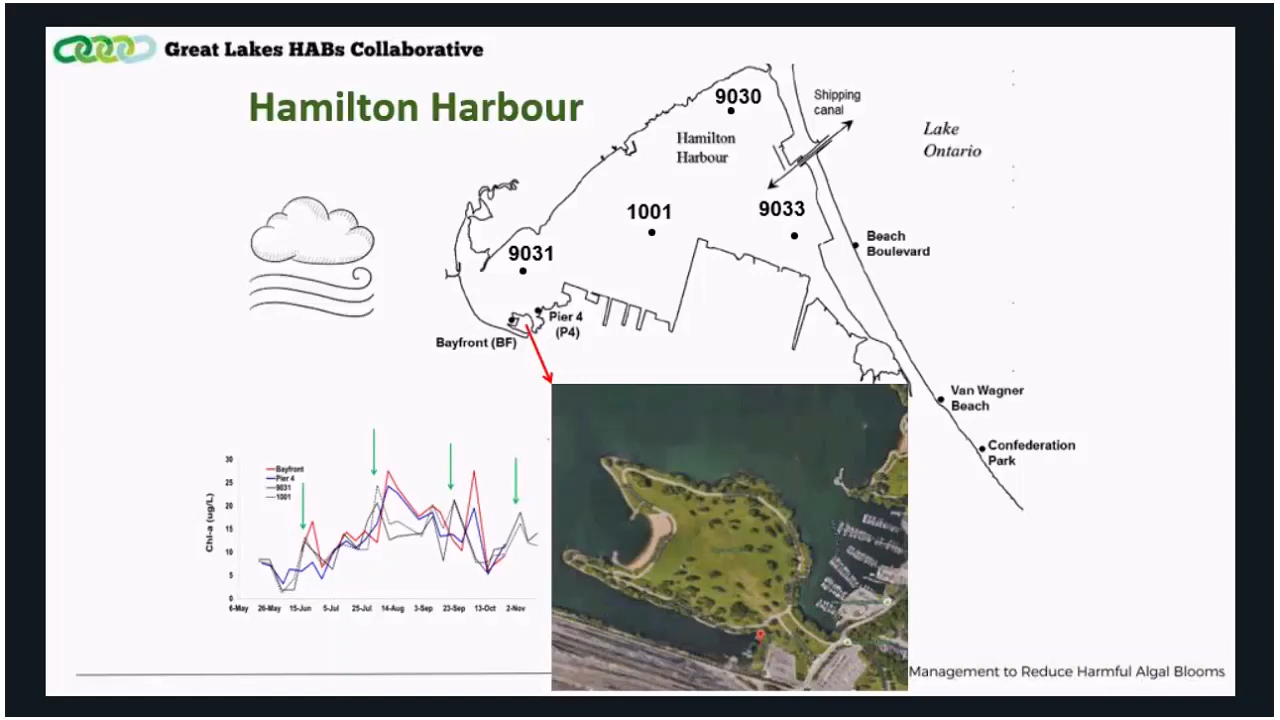 Great Lakes HABs Collaborative
Hamilton Harbour
9030
Shipping
canal
Lake
Ontario
Hamilton
Harbour
1001
9033
9031
Beach
Boulevard
Pier 4
(P4)
Bayfront (BF)
Van Wagner
Beach
Confederation
Park
Chl-a (ug/L)
30
25
20
15
10
5
0
Bayfront
Pier 4
9031
1001
6-May 26-May 15-Jun 5-Jul 25-Jul 14-Aug 3-Sep 23-Sep 13-Oct 2-Nov
Management to Reduce Harmful Algal Blooms